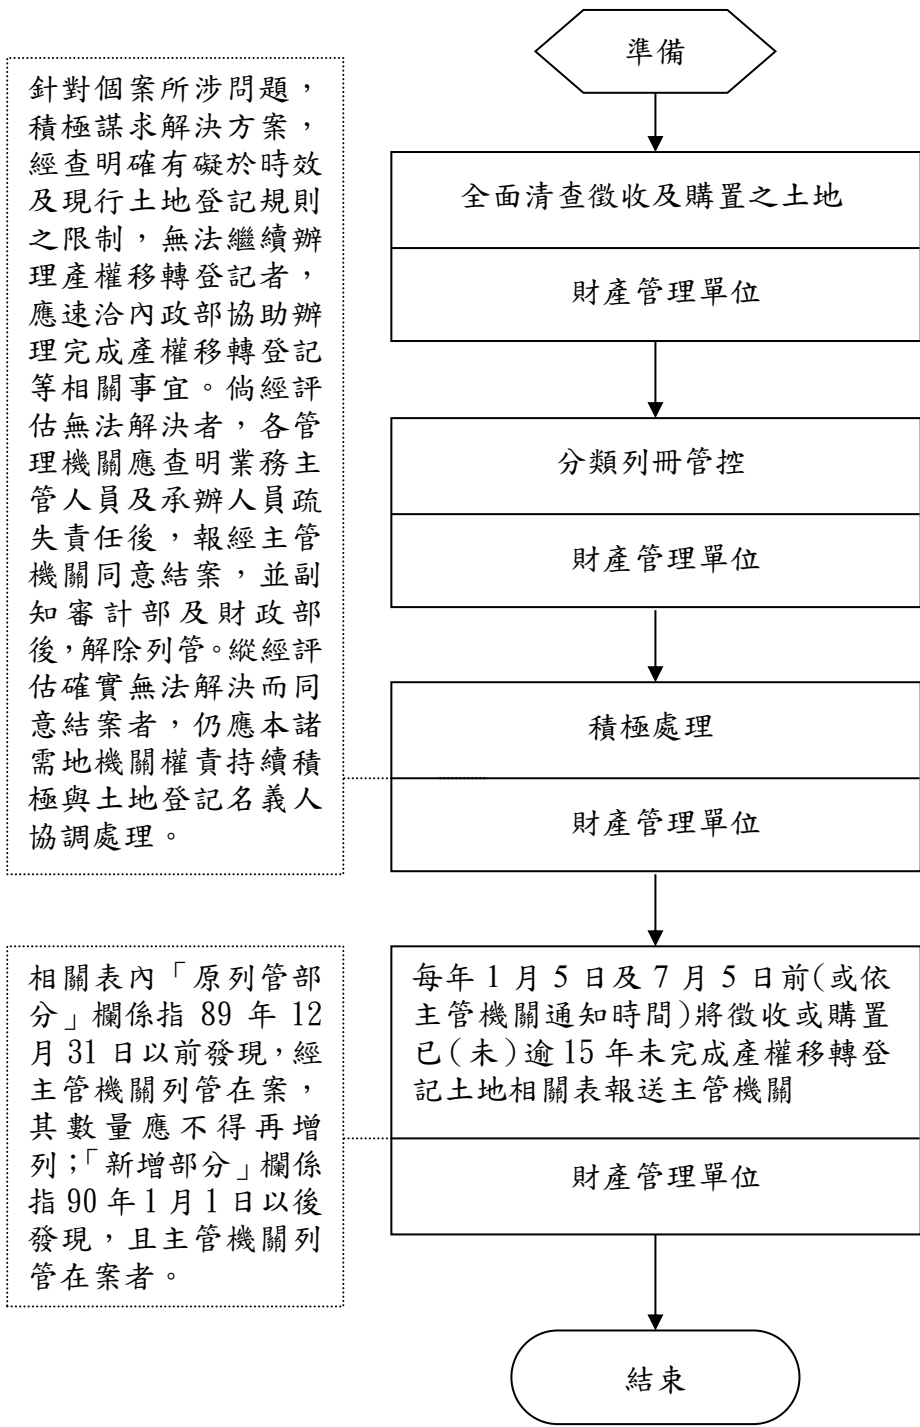 準備
全面清查徵收及購置之土地
財產管理單位
分類列冊管控
財產管理單位
積極處理
財產管理單位
針對個案所涉問題，
積極謀求解決方案，
經查明確有礙於時效
及現行土地登記規則
之限制，無法繼續辦
理產權移轉登記者，
應速洽內政部協助辦
理完成產權移轉登記
等相關事宜。倘經評
估無法解決者，各管
理機關應查明業務主
管人員及承辦人員疏
失責任後，報經主管
機關同意結案，並副
知審計部及財政部
後，解除列管。縱經評
估確實無法解決而同
意結案者，仍應本諸
需地機關權責持續積
極與土地登記名義人
協調處理。
每年 1 月 5 日及 7 月 5 日前(或依
主管機關通知時間)將徵收或購置
已(未)逾 15 年未完成產權移轉登
記土地相關表報送主管機關
財產管理單位
相關表內「原列管部
分」欄係指 89 年 12
月 31 日以前發現，經
主管機關列管在案，
其數量應不得再增
列；「新增部分」欄係
指 90 年 1 月 1 日以後
發現，且主管機關列
管在案者。
結束